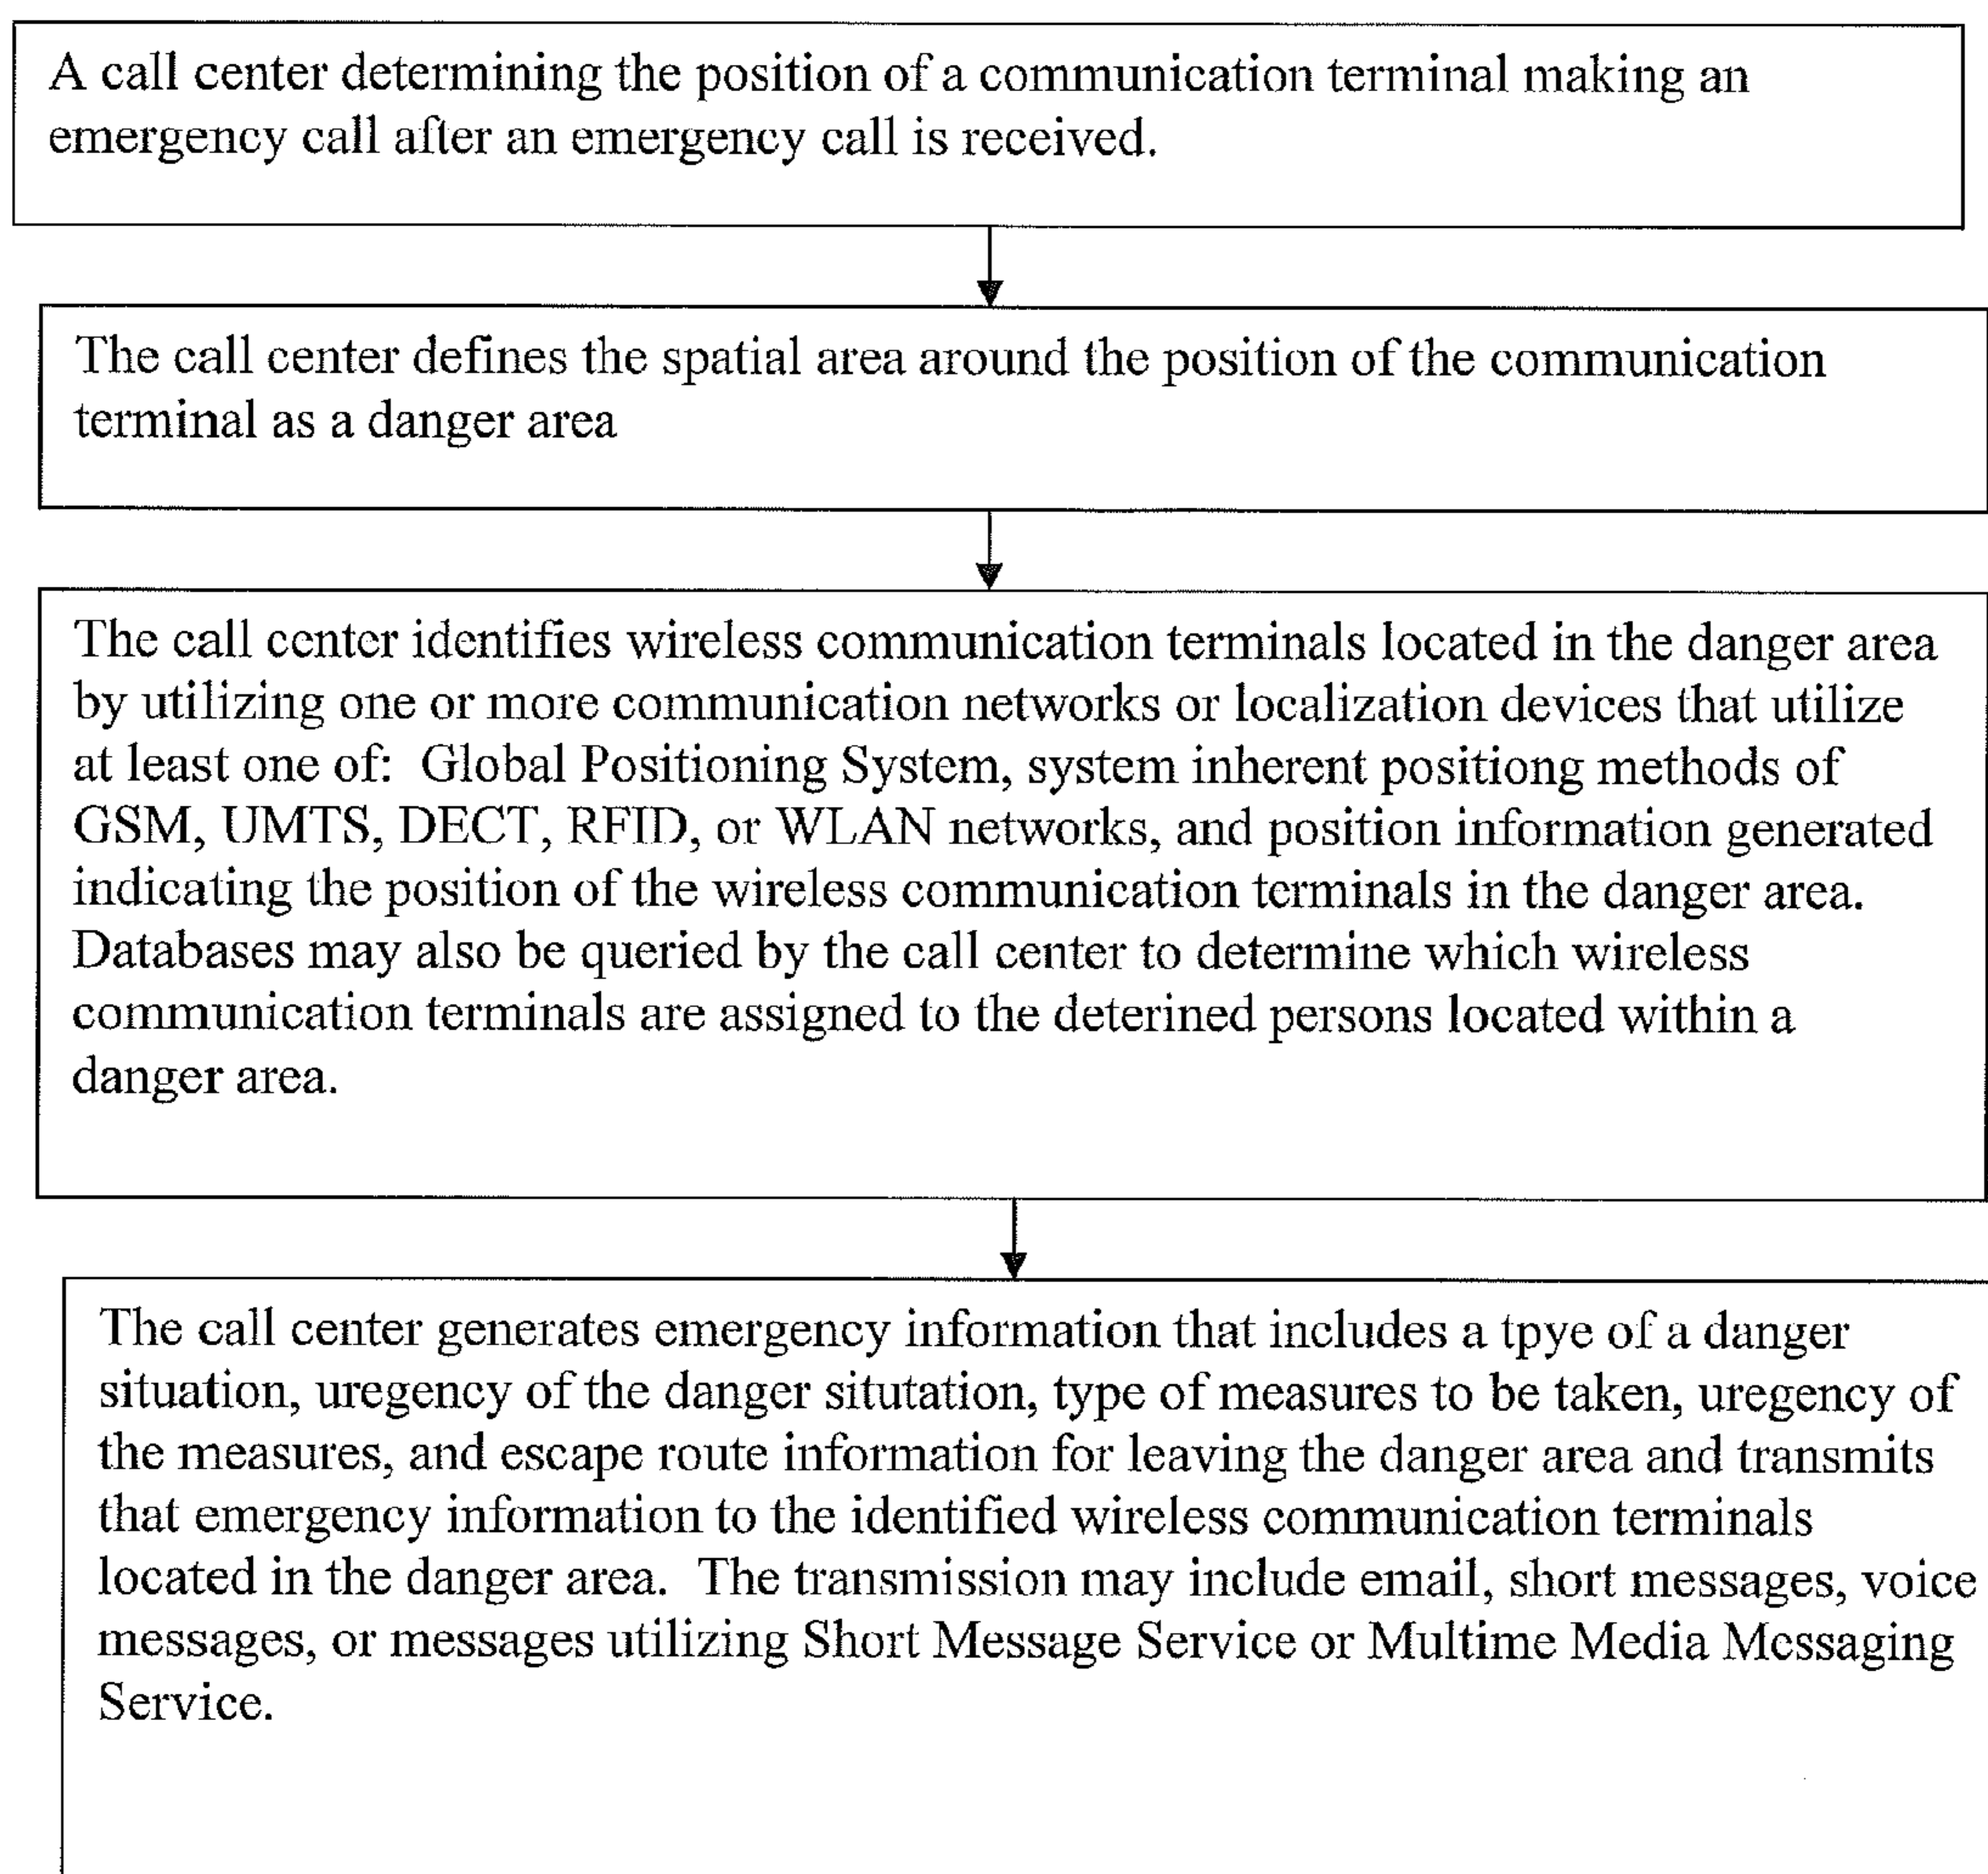 A call center determining the position of a communication terminal making an
emergency call after an emergency call is received.
The call center defines the spatial area around the position of the communication
terminal as a danger area
The call center identifies wireless communication terminals located in the danger area
by utilizing one or more communication networks or localization devices that utilize
at least one of:  Global Positioning System, system inherent positiong methods of
GSM, UMTS, DECT, RFID, or WLAN networks, and position information generated
indicating the position of the wireless communication terminals in the danger area.
Databases may also be queried by the call center to determine which wireless
communication terminals are assigned to the deterined persons located within a
danger area.
The call center generates emergency information that includes a tpye of a danger
situation, uregency of the danger situtation, type of measures to be taken, uregency of
the measures, and escape route information for leaving the danger area and transmits
that emergency information to the identified wireless communication terminals
located in the danger area.  The transmission may include email, short messages, voice
messages, or messages utilizing Short Message Service or Multime Media Messaging
Service.